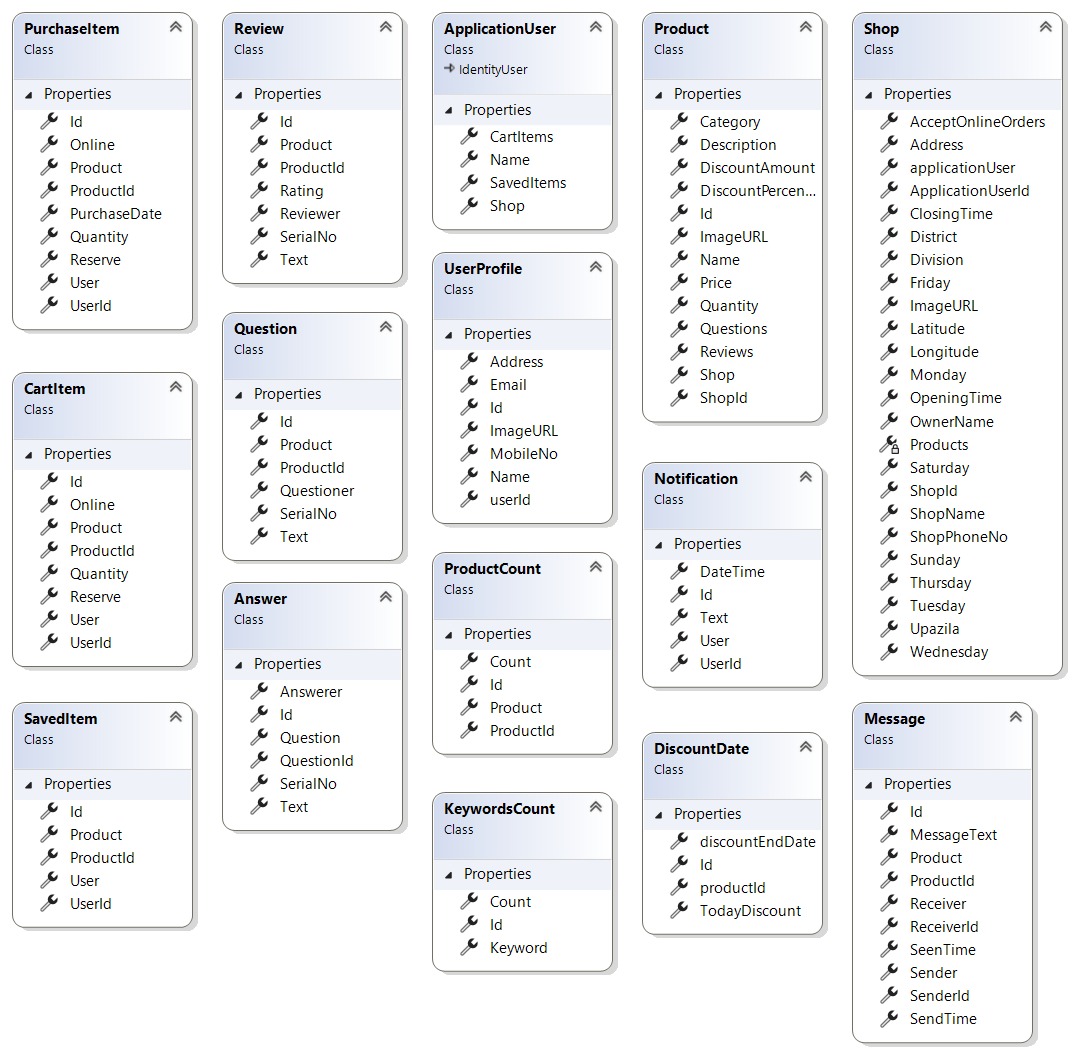 PurchaseItem
Class
Properties
Id
Online
Product
ProductId
PurchaseDate
Quantity
Reserve
User
UserId
CartItem
Class
Properties
Id
Online
Product
ProductId
Quantity
Reserve
User
UserId
SavedItem
Class
Properties
Id
Product
ProductId
User
UserId
Review
Class
Properties
Id
Product
ProductId
Rating
Reviewer
SerialNo
Text
Question
Class
Properties
Id
Product
ProductId
Questioner
SerialNo
Text
Answer
Class
Properties
Answerer
Id
Question
QuestionId
SerialNo
Text
ApplicationUser
Class
IdentityUser
Properties
CartItems
Name
SavedItems
Shop
UserProfile
Class
Properties
Address
Email
Id
ImageURL
MobileNo
Name
userId
ProductCount
Class
Properties
Count
Id
Product
ProductId
KeywordsCount
Class
Properties
Count
Id
Keyword
Product
Class
Properties
Category
Description
DiscountAmount
DiscountPercen...
Id
ImageURL
Name
Price
Quantity
Questions
Reviews
Shop
ShopId
Notification
Class
Properties
DateTime
Id
Text
User
UserId
DiscountDate
Class
Properties
discountEndDate
Id
productId
TodayDiscount
Shop
Class
Properties
AcceptOnlineOrders
Address
applicationUser
ApplicationUserId
ClosingTime
District
Division
Friday
ImageURL
Latitude
Longitude
Monday
OpeningTime
OwnerName
Products
Saturday
ShopId
ShopName
ShopPhoneNo
Sunday
Thursday
Tuesday
Upazila
Wednesday
Message
Class
Properties
Id
MessageText
Product
ProductId
Receiver
ReceiverId
SeenTime
Sender
SenderId
SendTime